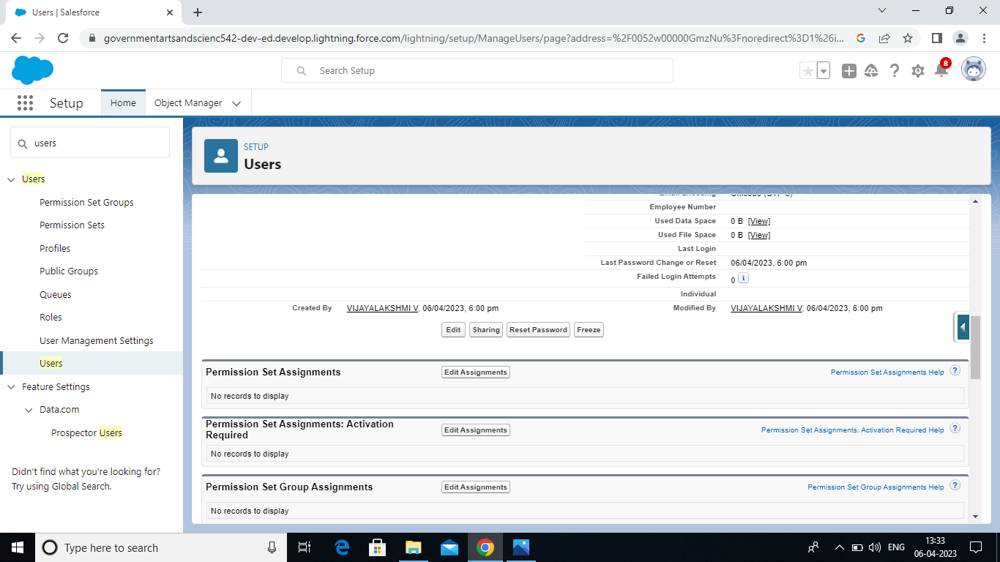 Users | Salesforce
governmentartsandscienc542-dev-ed.develop.lightning.force.com/lightning/setup/ManageUsers/page?address=%2F0052w00000GmzNu%3Fnoredirect%3D1%26i...
Search Setup
8
Setup
Home
Object Manager
users
Users
Permission Set Groups
Permission Sets
Profiles
Public Groups
Queues
Roles
User Management Settings
Users
Feature Settings
Data.com
Prospector Users
Didn't find what you're looking for?
Try using Global Search.
SETUP
Users
Employee Number
Used Data Space 0 B [View]
Used File Space 0 B [View]
Last Login
Last Password Change or Reset 06/04/2023, 6:00 pm
Failed Login Attempts 0 i
Individual
Created By VIJAYALAKSHMI V, 06/04/2023, 6:00 pm Modified By VIJAYALAKSHMI V, 06/04/2023, 6:00 pm
Edit Sharing Reset Password Freeze
Permission Set Assignments Edit Assignments Permission Set Assignments Help ?
No records to display
Permission Set Assignments: Activation
Required Edit Assignments Permission Set Assignments: Activation Required Help ?
No records to display
Permission Set Group Assignments Edit Assignments Permission Set Group Assignments Help ?
No records to display
Type here to search
ENG
13:33
06-04-2023